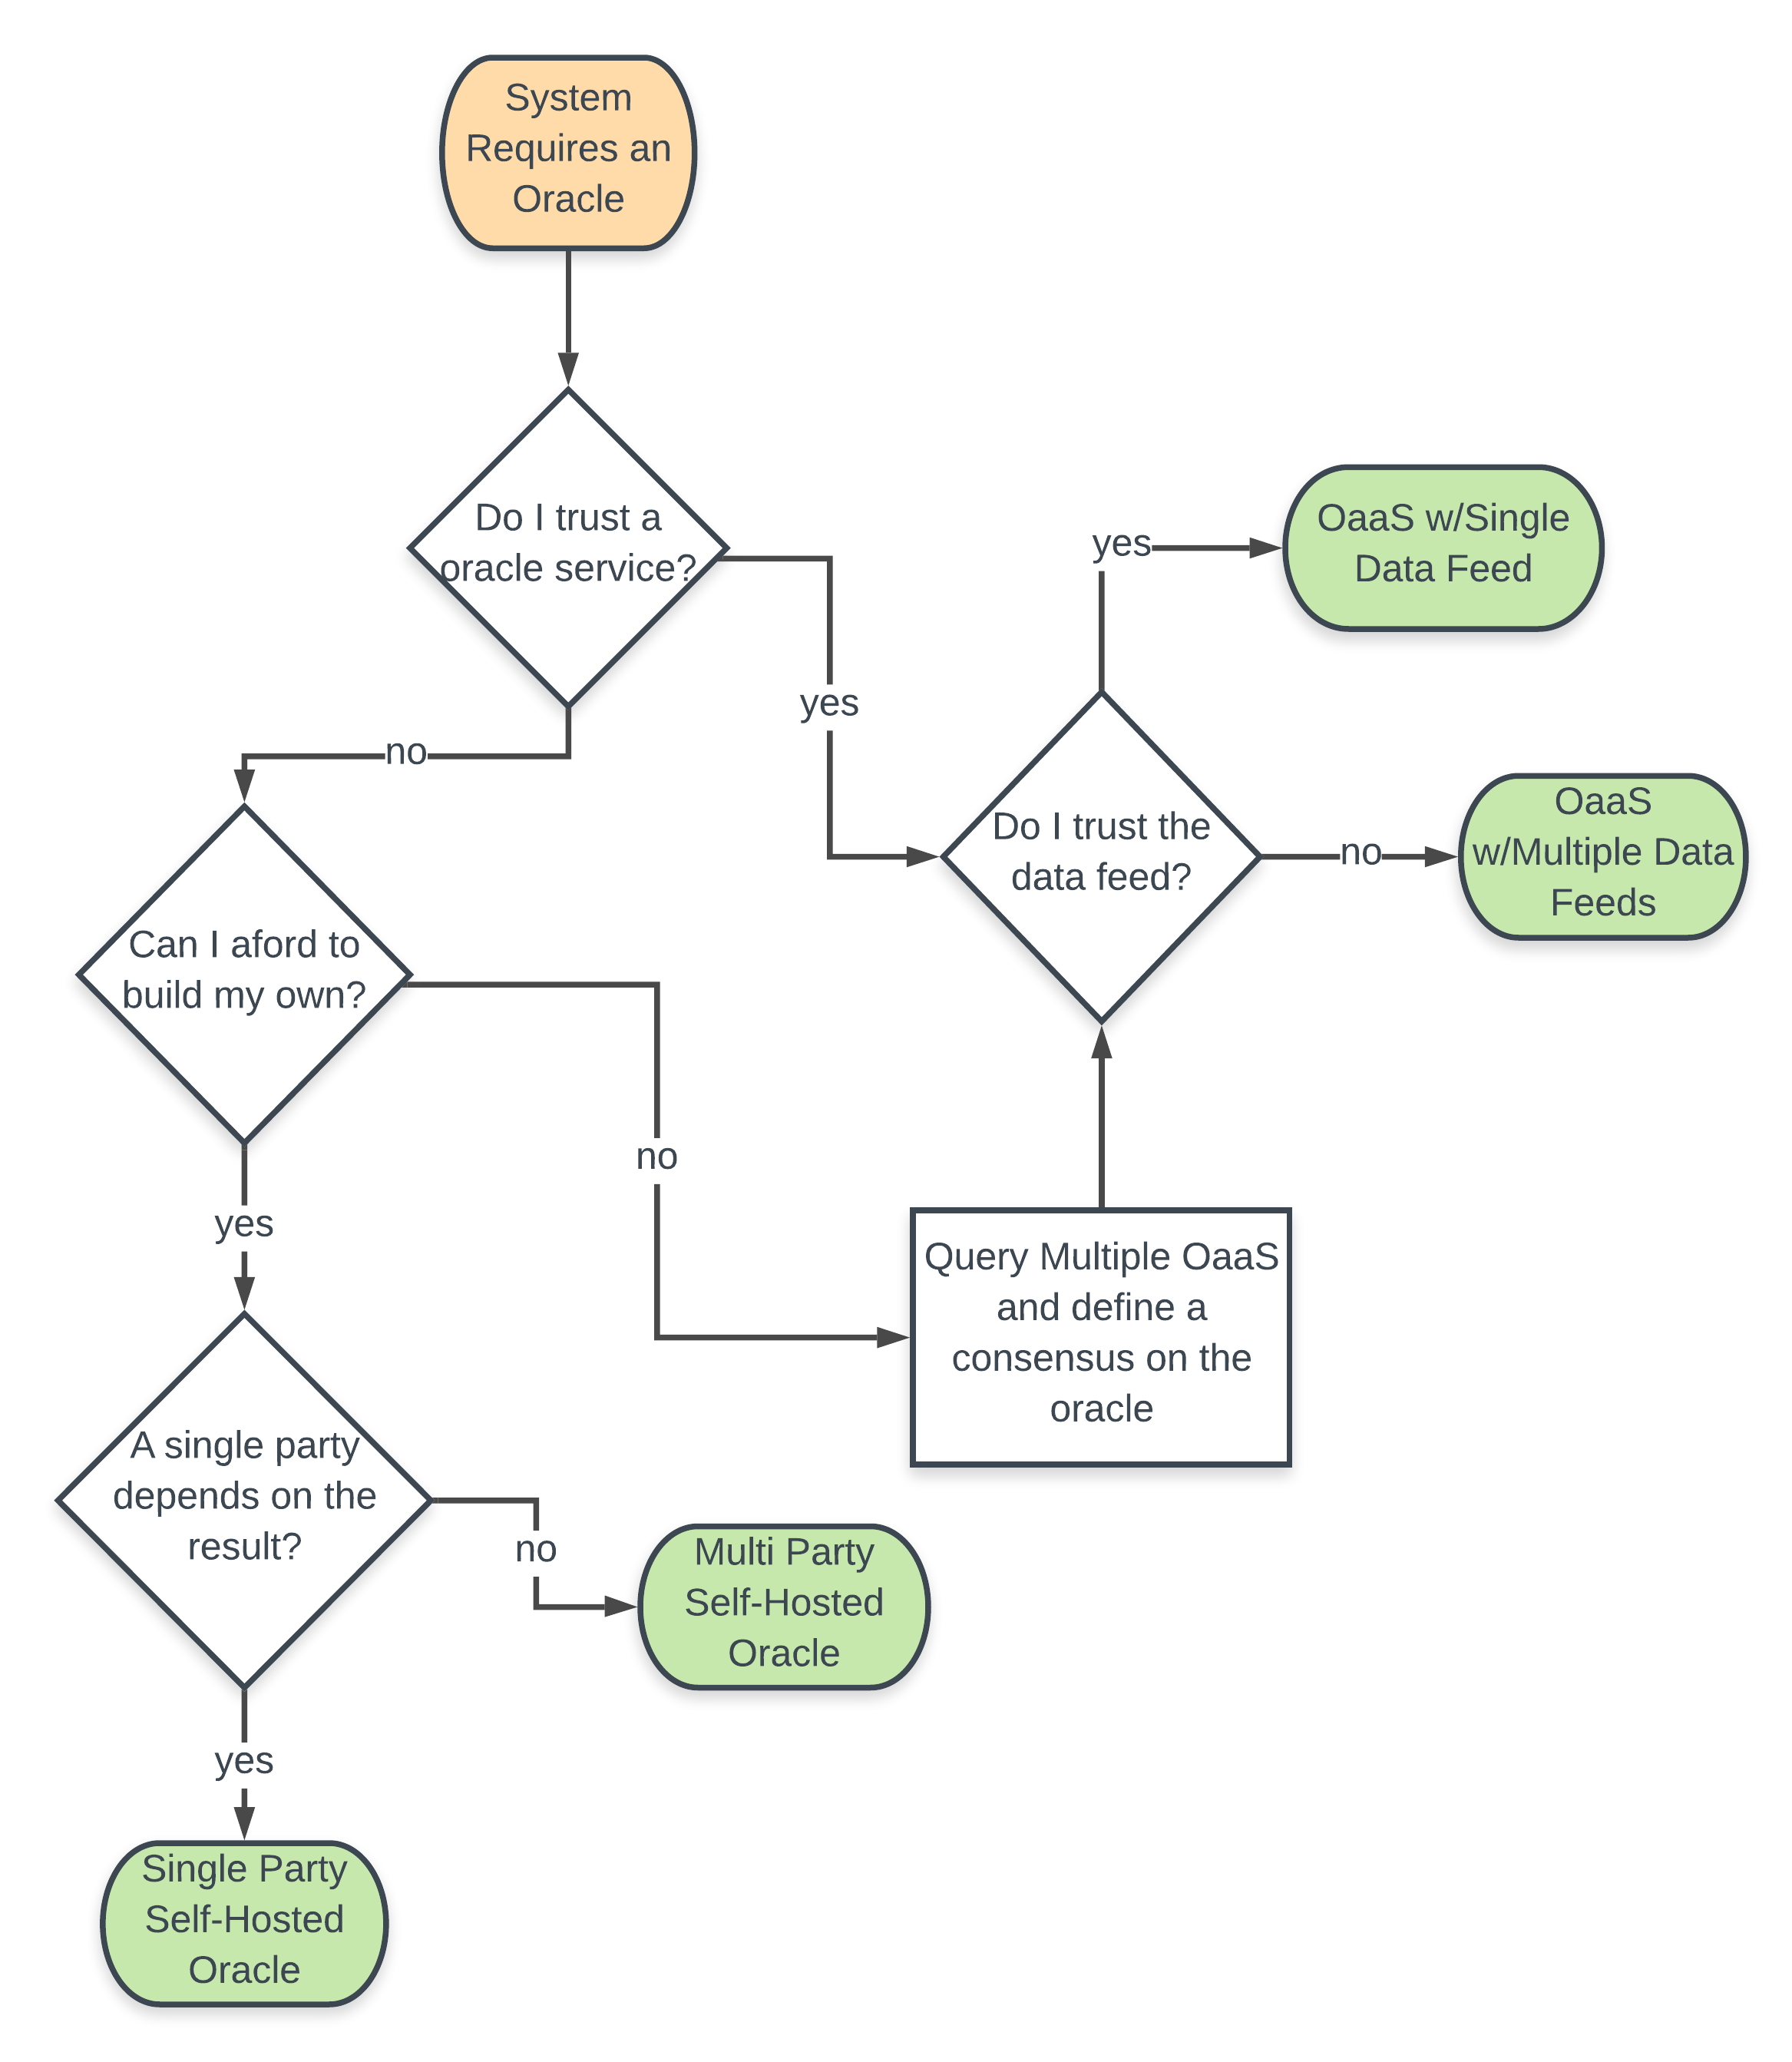 System
Requires an
Oracle
Do I trust a
oracle service?
yes
no
yes
OaaS w/Single
Data Feed
Do I trust the
data feed?
no
OaaS
w/Multiple Data
Feeds
Can I aford to
build my own?
no
yes
Query Multiple OaaS
and define a
consensus on the
oracle
A single party
depends on the
result?
no
Multi Party
Self-Hosted
Oracle
yes
Single Party
Self-Hosted
Oracle